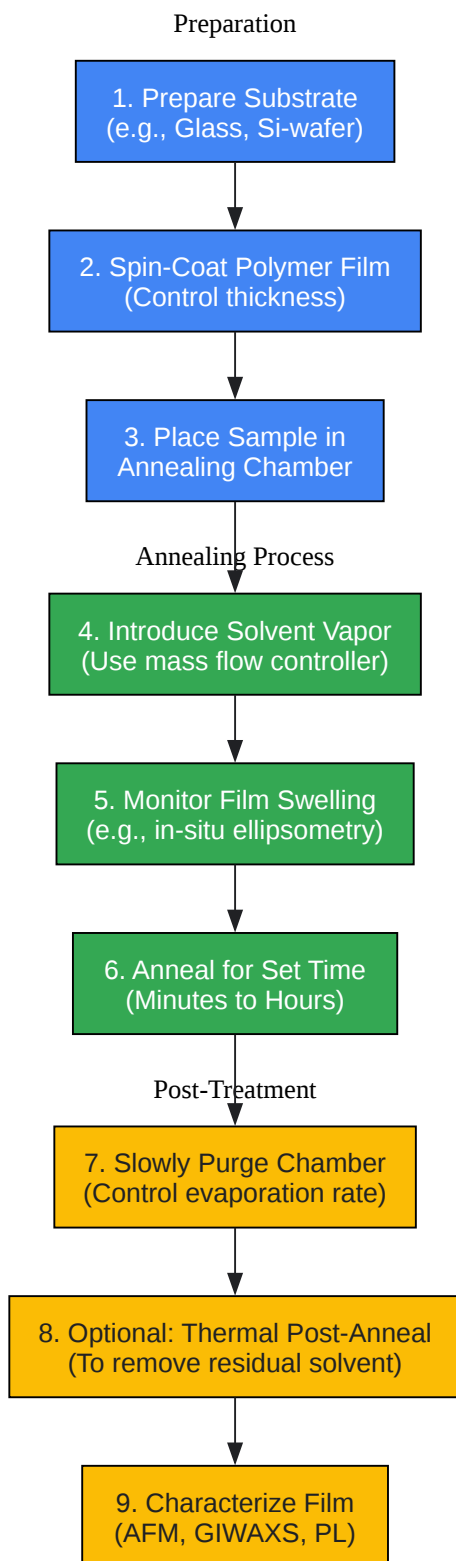 Preparation
1. Prepare Substrate
(e.g., Glass, Si-wafer)
2. Spin-Coat Polymer Film
(Control thickness)
3. Place Sample in
Annealing Chamber
Annealing Process
4. Introduce Solvent Vapor
(Use mass flow controller)
5. Monitor Film Swelling
(e.g., in-situ ellipsometry)
6. Anneal for Set Time
(Minutes to Hours)
Post-Treatment
7. Slowly Purge Chamber
(Control evaporation rate)
8. Optional: Thermal Post-Anneal
(To remove residual solvent)
9. Characterize Film
(AFM, GIWAXS, PL)